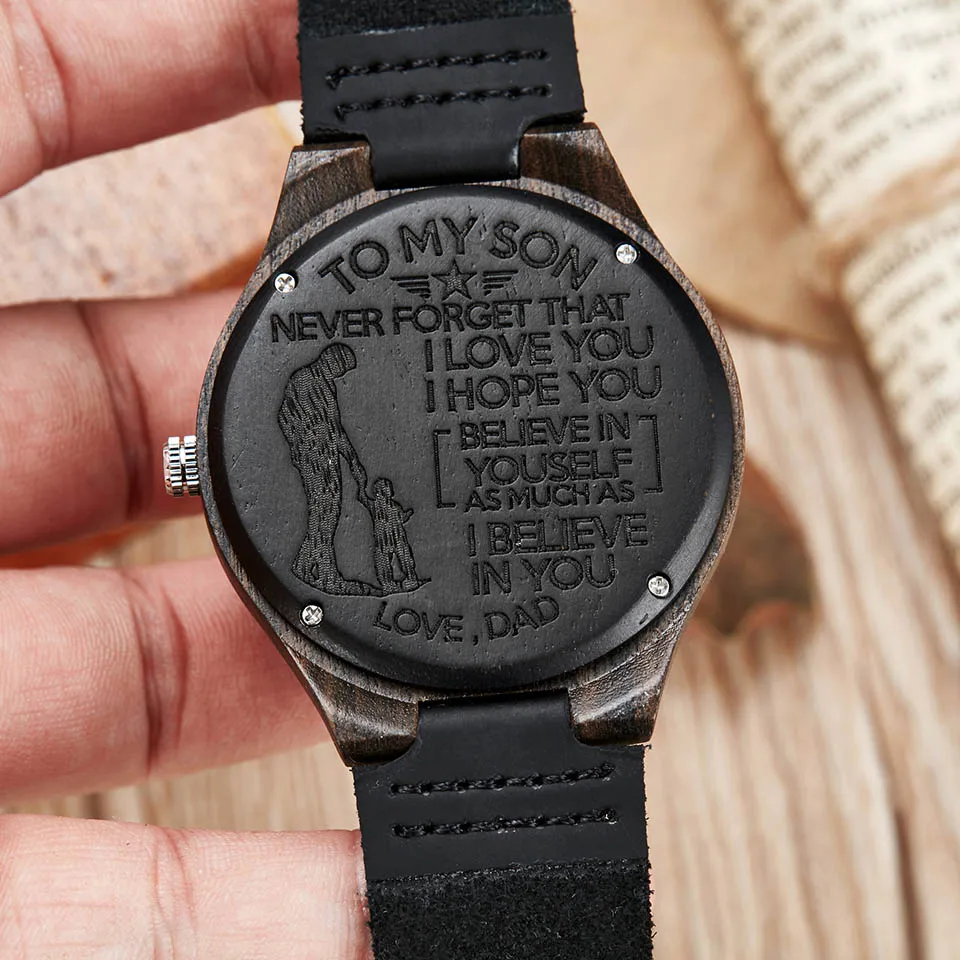 TO MY SON
NEVER FORGET THAT
I LOVE YOU
I HOPE YOU
BELIEVE IN
YOUSELF
AS MUCH AS
I BELIEVE
IN YOU
LOVE, DAD